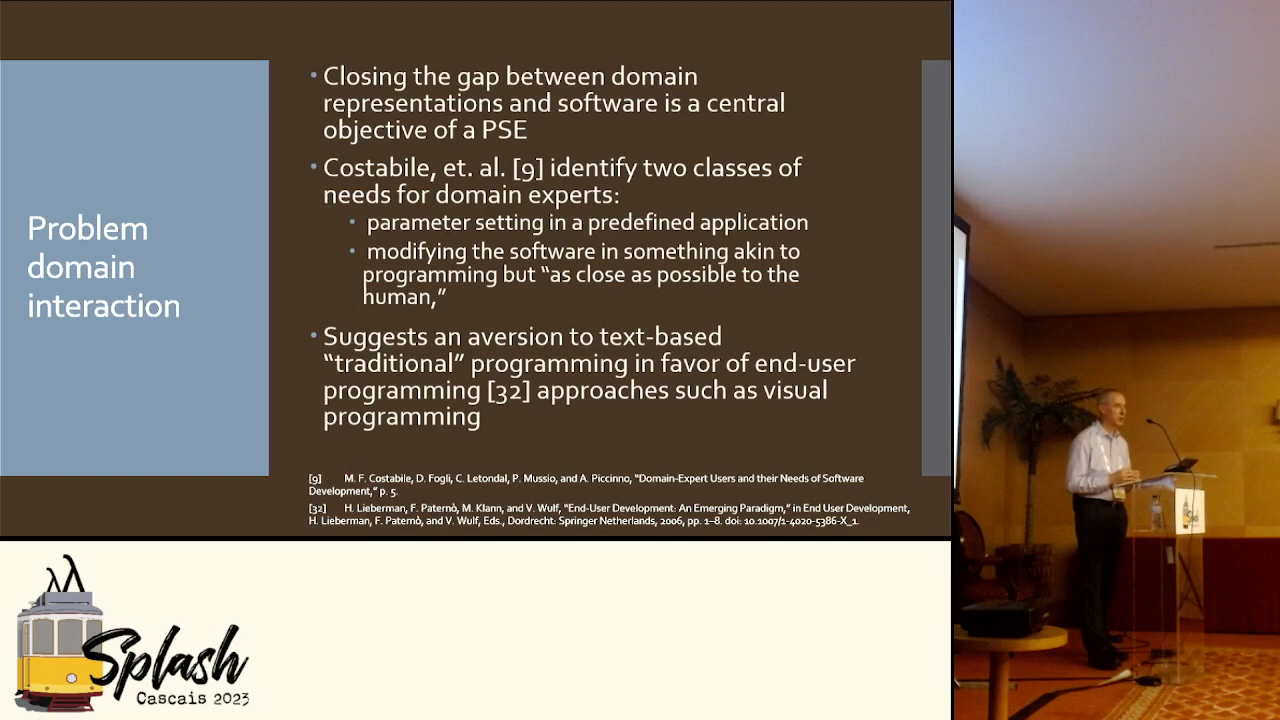 Problem
domain
interaction
• Closing the gap between domain
representations and software is a central
objective of a PSE
• Costabile, et. al. [9] identify two classes of
needs for domain experts:
• parameter setting in a predefined application
• modifying the software in something akin to
programming but “as close as possible to the
human,”
• Suggests an aversion to text-based
“traditional” programming in favor of end-user
programming [32] approaches such as visual
programming
[9] M. F. Costabile, D. Fogli, C. Letondal, P. Mussio, and A. Piccinno, “Domain-Expert Users and their Needs of Software
Development,” p. 5.
[32] H. Lieberman, F. Paternò, M. Klann, and V. Wulf, “End-User Development: An Emerging Paradigm,” in End User Development,
H. Lieberman, F. Paternò, and V. Wulf, Eds., Dordrecht: Springer Netherlands, 2006, pp. 1–8. doi: 10.1007/1-4020-5386-X_1.
Splash
Cascais 2023